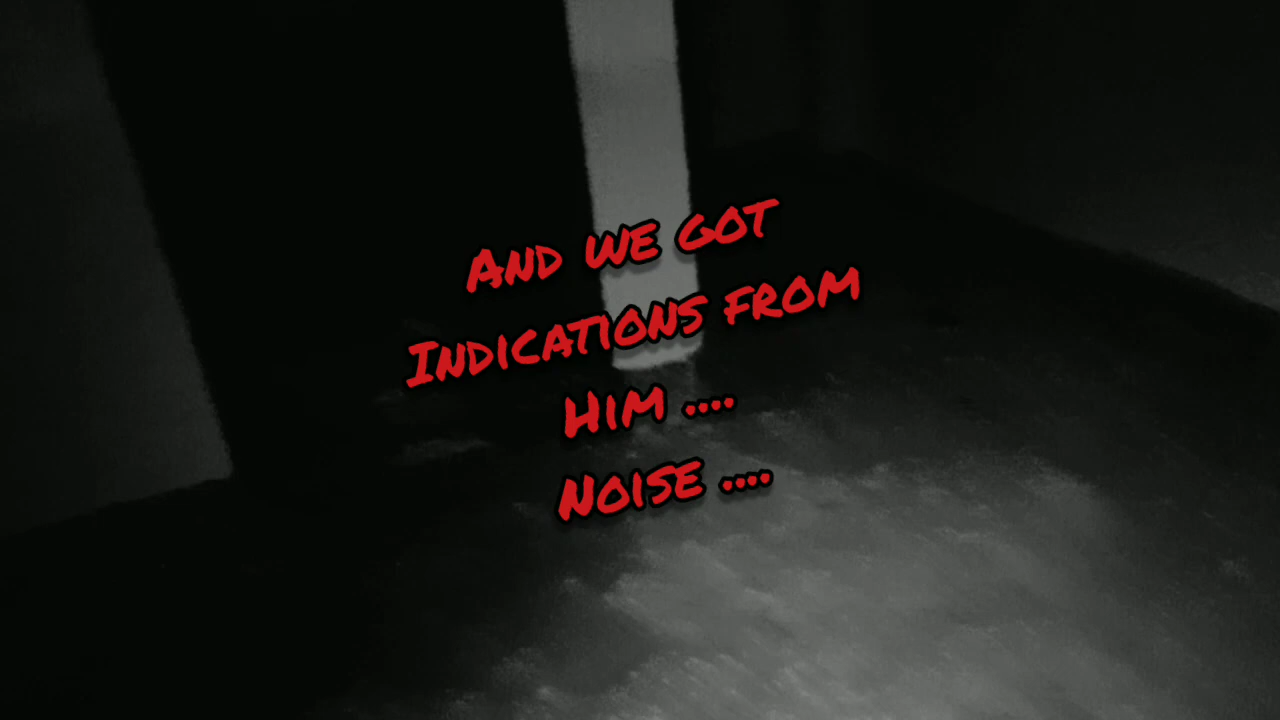 And we got
Indications from
Him ....
Noise ....